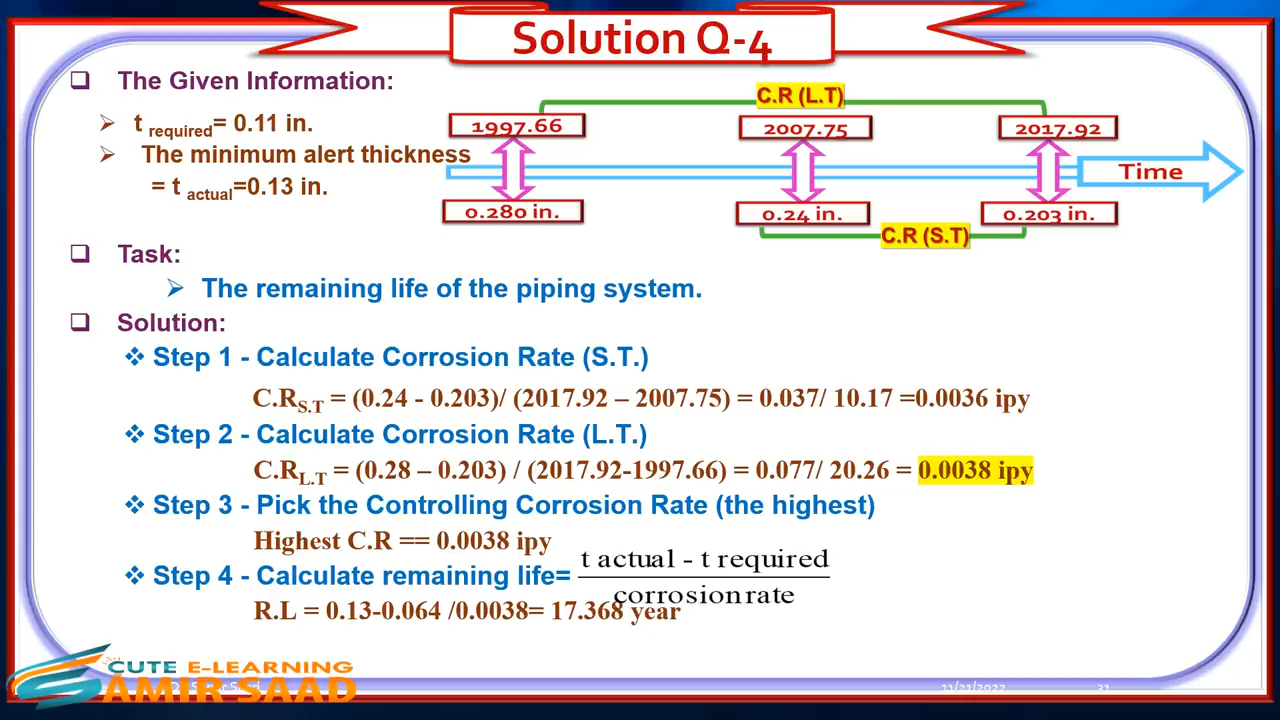 Solution Q-4
❑ The Given Information:
➢ t required= 0.11 in.
➢ The minimum alert thickness
= t actual=0.13 in.
C.R (L.T)
1997.66
2007.75
2017.92
Time
0.280 in.
0.24 in.
0.203 in.
C.R (S.T)
❑ Task:
➢ The remaining life of the piping system.
❑ Solution:
❖ Step 1 - Calculate Corrosion Rate (S.T.)
C.RS.T = (0.24 - 0.203)/ (2017.92 – 2007.75) = 0.037/ 10.17 =0.0036 ipy
❖ Step 2 - Calculate Corrosion Rate (L.T.)
C.RL.T = (0.28 – 0.203) / (2017.92-1997.66) = 0.077/ 20.26 = 0.0038 ipy
❖ Step 3 - Pick the Controlling Corrosion Rate (the highest)
Highest C.R == 0.0038 ipy
❖ Step 4 - Calculate remaining life=
t actual - t required
corrosion rate
R.L = 0.13-0.064 /0.0038= 17.368 year
CUTE E-LEARNING
AMIR SAAD
11/21/2022